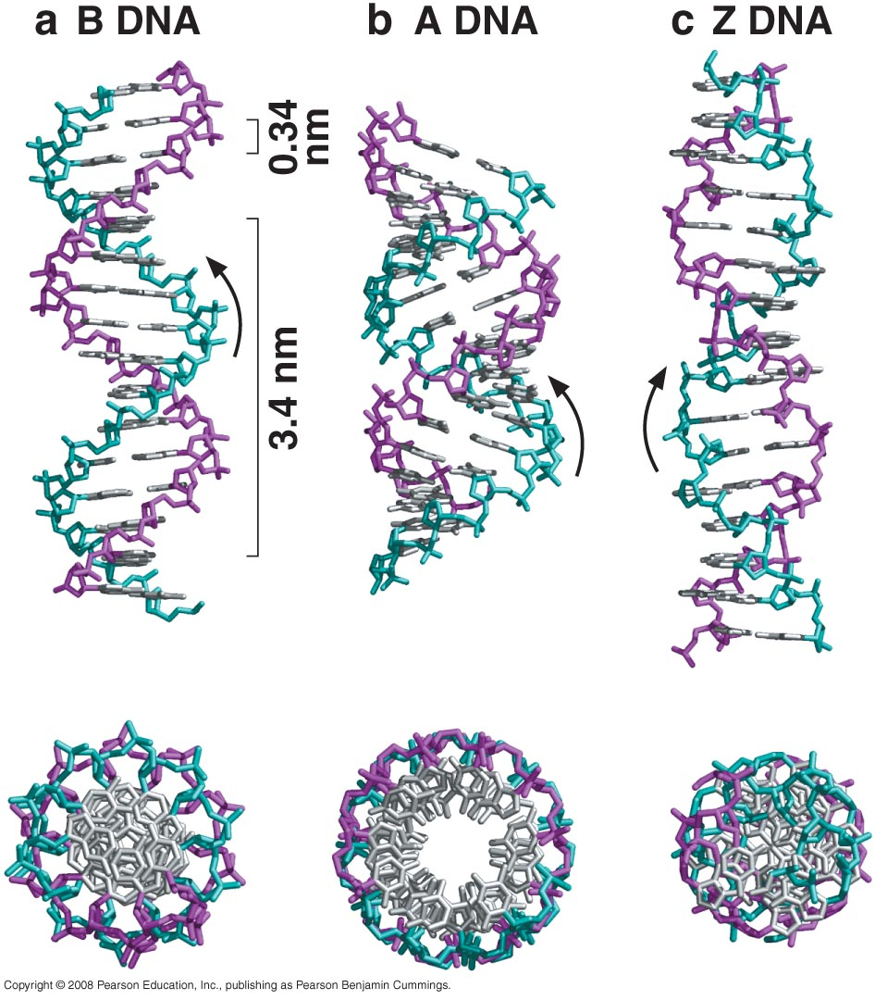 a B DNA
b A DNA
c Z DNA
0.34
nm
3.4 nm
Copyright © 2008 Pearson Education, Inc., publishing as Pearson Benjamin Cummings.